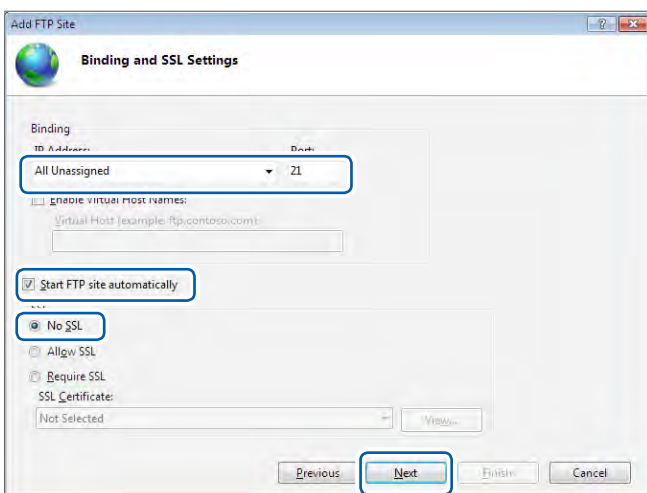 Add FTP Site
Binding and SSL Settings
Binding
IP Address: Port:
All Unassigned 21
Enable Virtual Host Names:
Virtual Host (example: ftp.contoso.com):
Start FTP site automatically
SSL
No SSL
Allow SSL
Require SSL
SSL Certificate:
Not Selected View...
Previous Next Finish Cancel